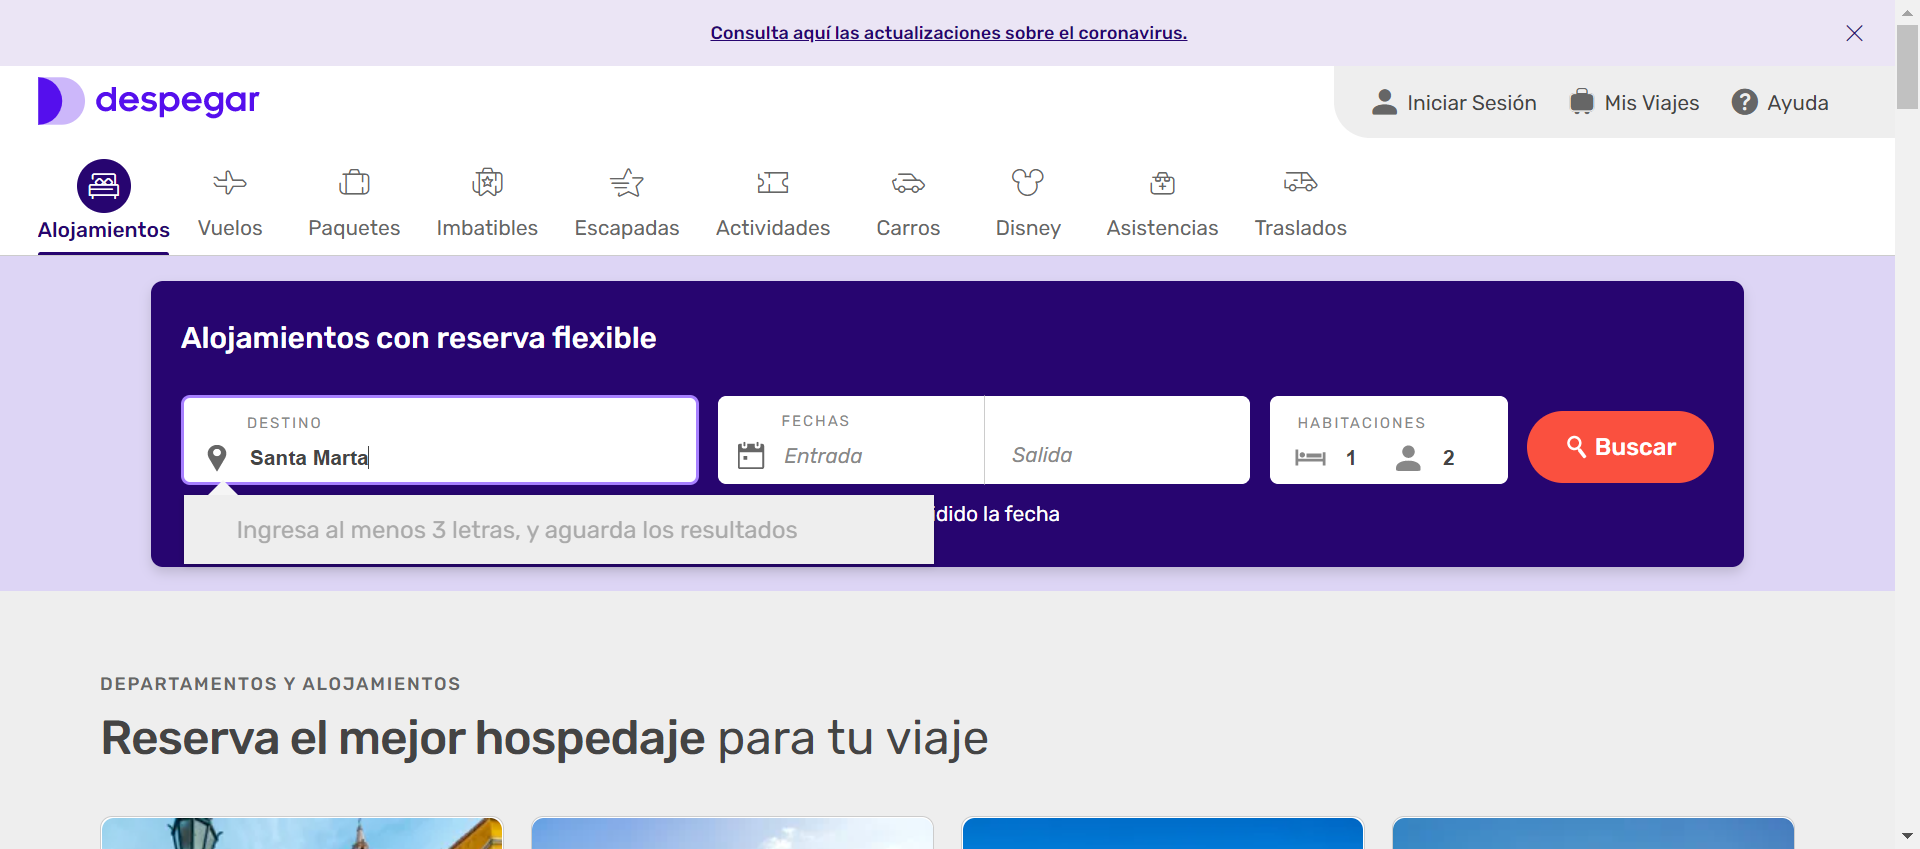 Consulta aquí las actualizaciones sobre el coronavirus.
despegar
Iniciar Sesión Mis Viajes Ayuda
Alojamientos Vuelos Paquetes Imbatibles Escapadas Actividades Carros Disney Asistencias Traslados
Alojamientos con reserva flexible
DESTINO
Santa Marta
FECHAS
Entrada Salida
HABITACIONES
1 2
Buscar
Ingresa al menos 3 letras, y aguarda los resultados
la fecha
DEPARTAMENTOS Y ALOJAMIENTOS
Reserva el mejor hospedaje para tu viaje